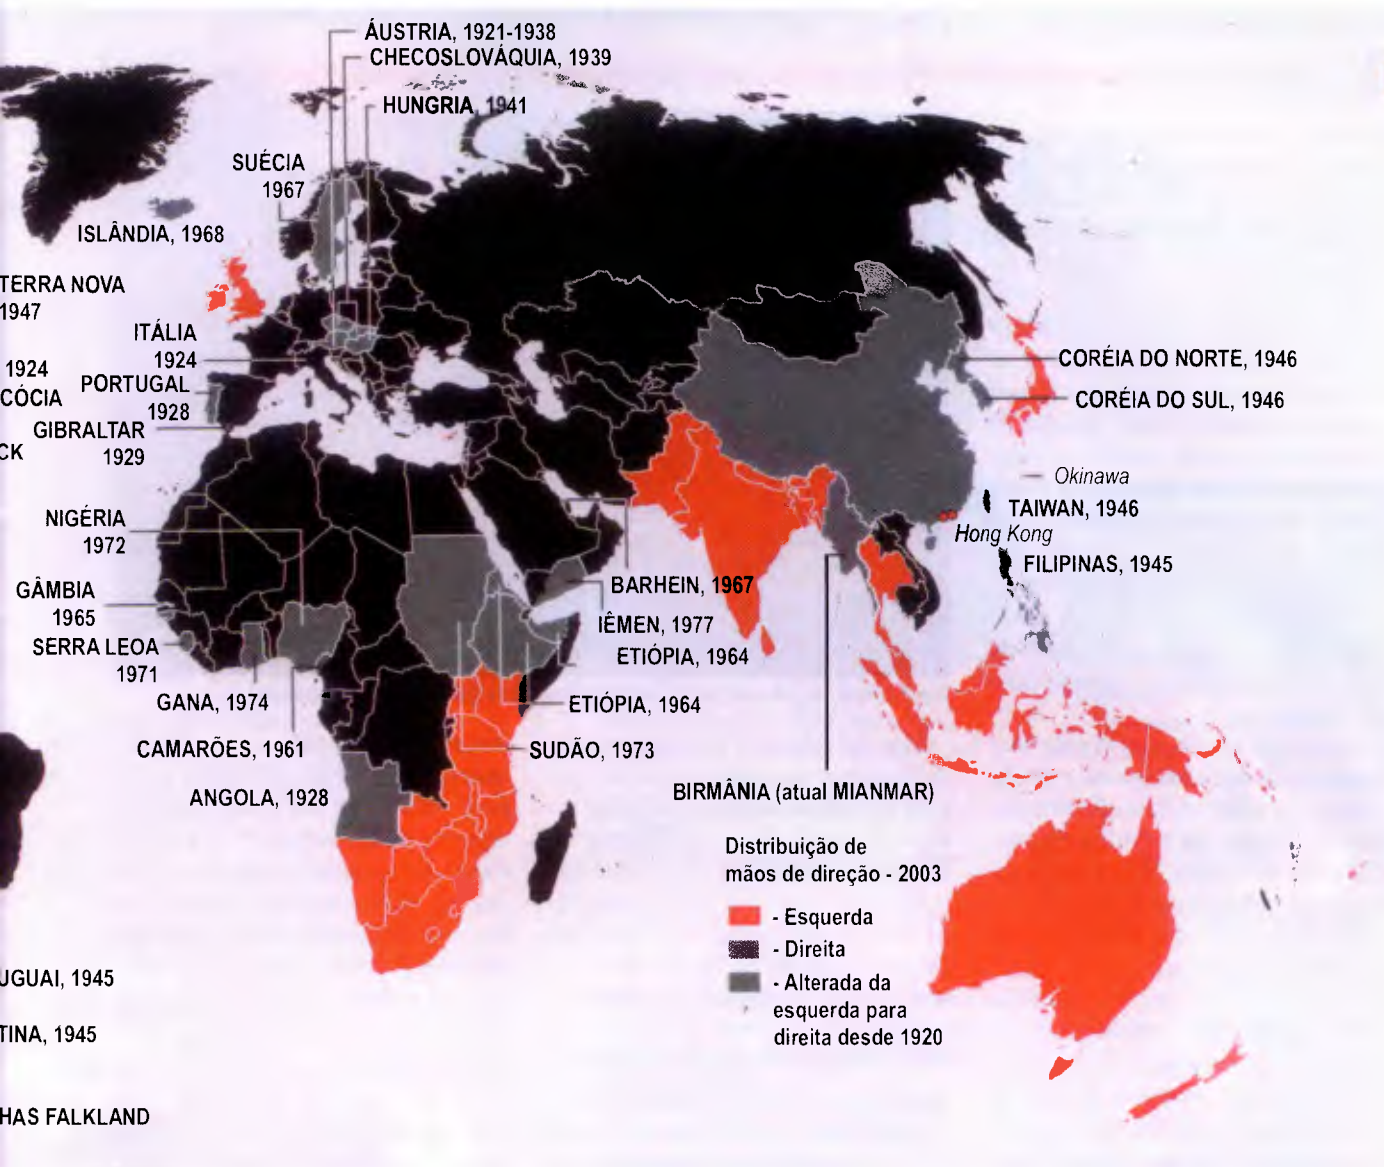 ÁUSTRIA, 1921-1938
CHECOSLOVÁQUIA, 1939
HUNGRIA, 1941
SUÉCIA
1967
ISLÂNDIA, 1968
TERRA NOVA
1947
ITÁLIA
1924
1924
CÓCIA
PORTUGAL
1928
GIBRALTAR
1929
CK
CORÉIA DO NORTE, 1946
CORÉIA DO SUL, 1946
Okinawa
TAIWAN, 1946
Hong Kong
FILIPINAS, 1945
NIGÉRIA
1972
GÂMBIA
1965
SERRA LEOA
1971
GANA, 1974
CAMARÕES, 1961
ANGOLA, 1928
BARHEIN, 1967
IÊMEN, 1977
ETIÓPIA, 1964
ETIÓPIA, 1964
SUDÃO, 1973
BIRMÂNIA (atual MIANMAR)
Distribuição de
mãos de direção - 2003
- Esquerda
- Direita
- Alterada da
esquerda para
direita desde 1920
UGUAI, 1945
TINA, 1945
HAS FALKLAND